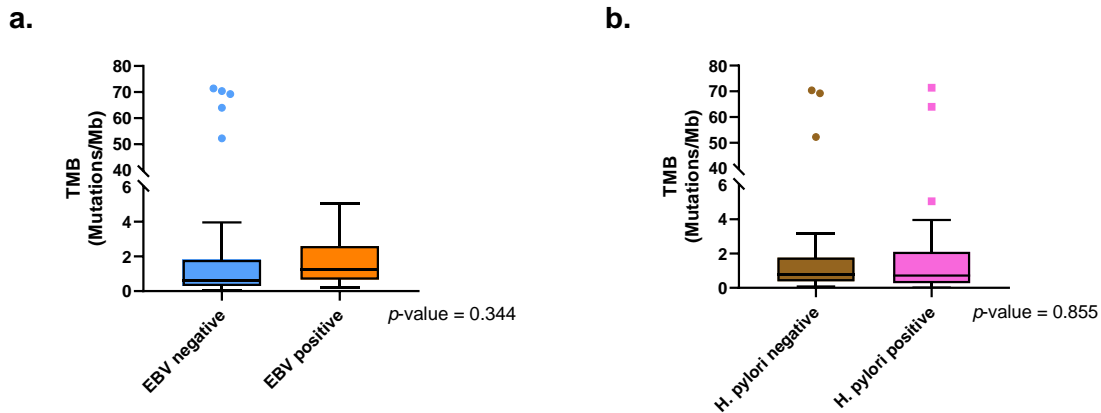 a.
80
70
60
50
40
6
4
2
0
TMB
(Mutations/Mb)
EBV negative
EBV positive
p-value = 0.344
b.
80
70
60
50
40
6
4
2
0
TMB
(Mutations/Mb)
H. pylori negative
H. pylori positive
p-value = 0.855